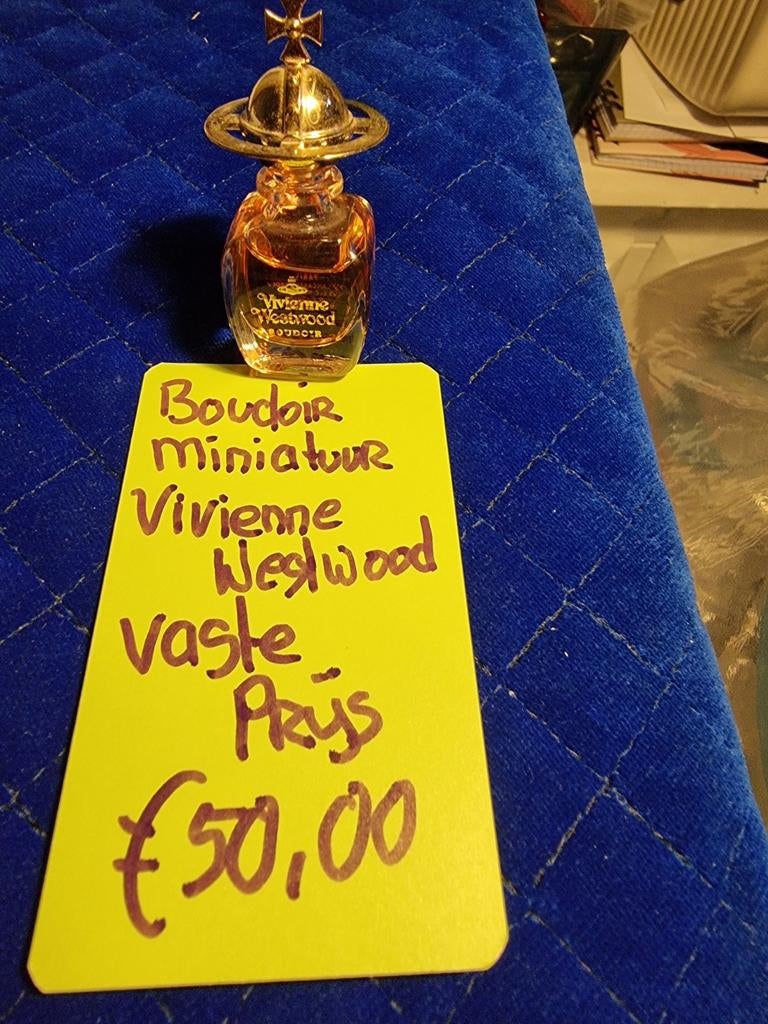 Vivienne
Westwood
BOUDOIR
Boudoir
miniatuur
Vivienne
Westwood
vaste
Prijs
€50,00